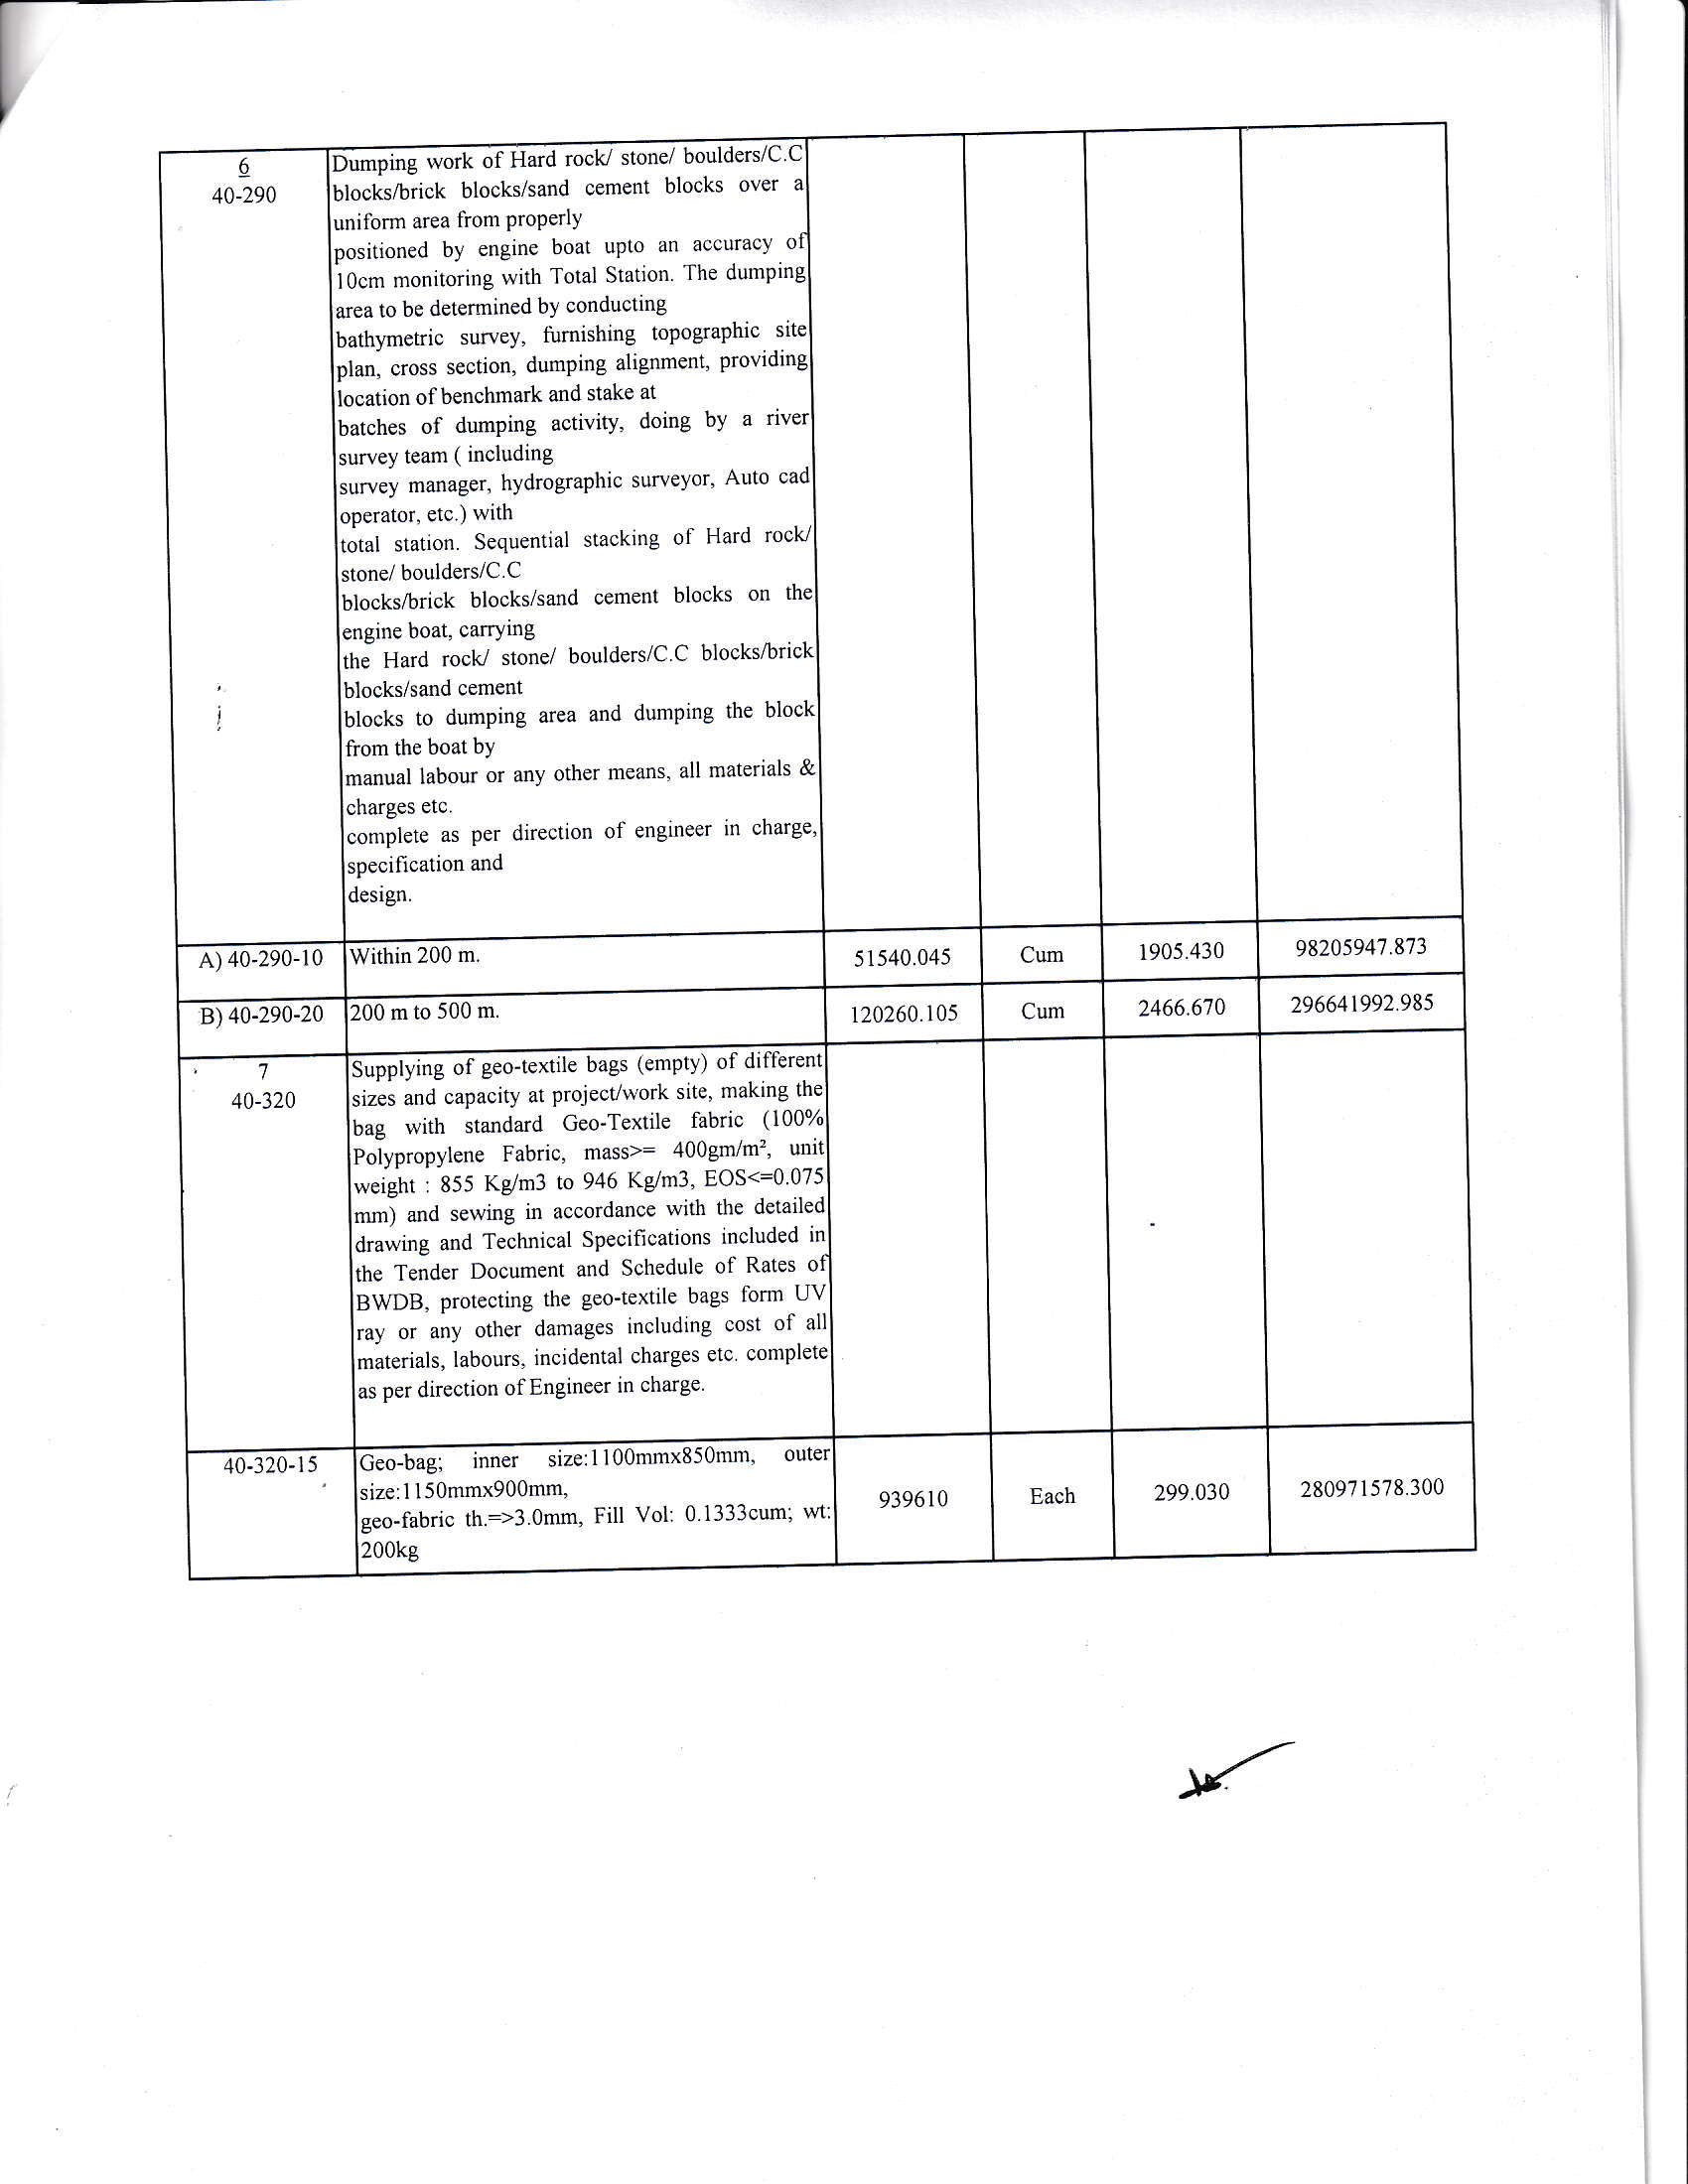 6
40-290
Dumping work of Hard rock/ stone/ boulders/C.C
blocks/brick blocks/sand cement blocks over a
uniform area from properly
positioned by engine boat upto an accuracy of
10cm monitoring with Total Station. The dumping
area to be determined by conducting
bathymetric survey, furnishing topographic site
plan, cross section, dumping alignment, providing
location of benchmark and stake at
batches of dumping activity, doing by a river
survey team ( including
survey manager, hydrographic surveyor, Auto cad
operator, etc.) with
total station. Sequential stacking of Hard rock/
stone/ boulders/C.C
blocks/brick blocks/sand cement blocks on the
engine boat, carrying
the Hard rock/ stone/ boulders/C.C blocks/brick
blocks/sand cement
blocks to dumping area and dumping the block
from the boat by
manual labour or any other means, all materials &
charges etc.
complete as per direction of engineer in charge,
specification and
design.
A) 40-290-10 Within 200 m. 51540.045 Cum 1905.430 98205947.873
B) 40-290-20 200 m to 500 m. 120260.105 Cum 2466.670 296641992.985
7
40-320
Supplying of geo-textile bags (empty) of different
sizes and capacity at project/work site, making the
bag with standard Geo-Textile fabric (100%
Polypropylene Fabric, mass>= 400gm/m², unit
weight : 855 Kg/m3 to 946 Kg/m3, EOS<=0.075
mm) and sewing in accordance with the detailed
drawing and Technical Specifications included in
the Tender Document and Schedule of Rates of
BWDB, protecting the geo-textile bags form UV
ray or any other damages including cost of all
materials, labours, incidental charges etc. complete
as per direction of Engineer in charge.
40-320-15
Geo-bag; inner size:1100mmx850mm, outer
size:1150mmx900mm,
geo-fabric th.=>3.0mm, Fill Vol: 0.1333cum; wt:
200kg
939610 Each 299.030 280971578.300